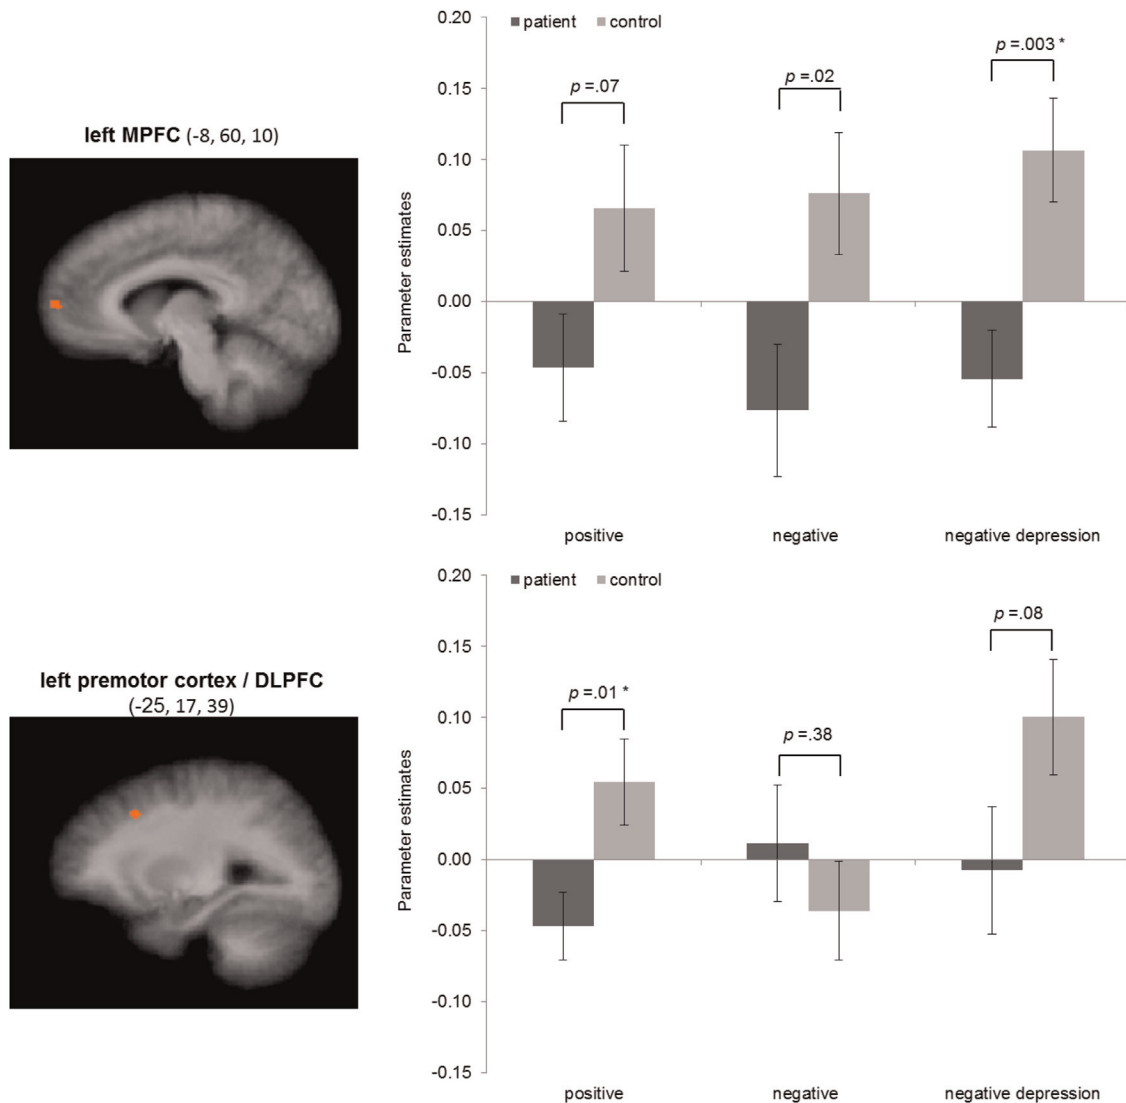 left MPFC (-8, 60, 10)
patient control
Parameter estimates
0.20
0.15
0.10
0.05
0.00
-0.05
-0.10
-0.15
p =.07
p =.02
p =.003 *
positive negative negative depression
left premotor cortex / DLPFC
(-25, 17, 39)
patient control
Parameter estimates
0.20
0.15
0.10
0.05
0.00
-0.05
-0.10
-0.15
p =.01 *
p =.38
p =.08
positive negative negative depression